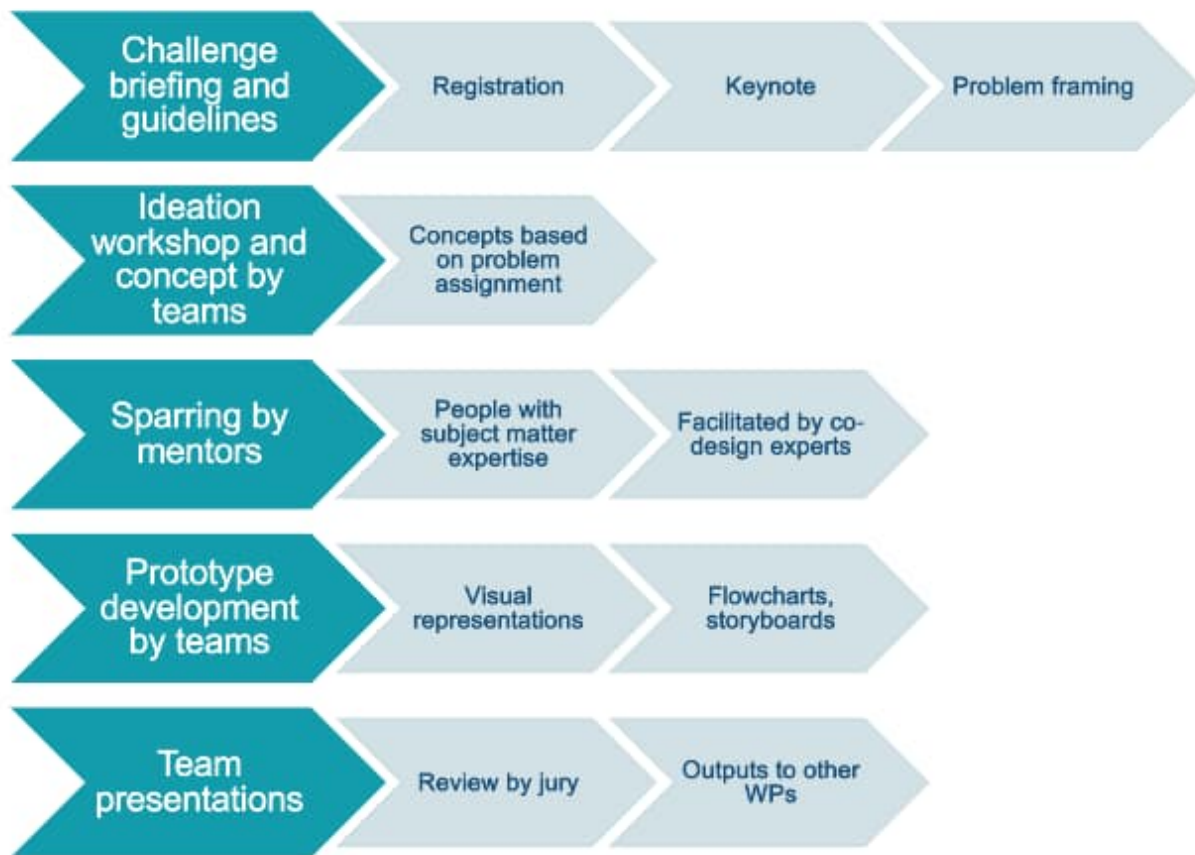 Challenge
briefing and
guidelines
Registration
Keynote
Problem framing
Ideation
workshop and
concept by
teams
Concepts based
on problem
assignment
Sparring by
mentors
People with
subject matter
expertise
Facilitated by co-
design experts
Prototype
development
by teams
Visual
representations
Flowcharts,
storyboards
Team
presentations
Review by jury
Outputs to other
WPs